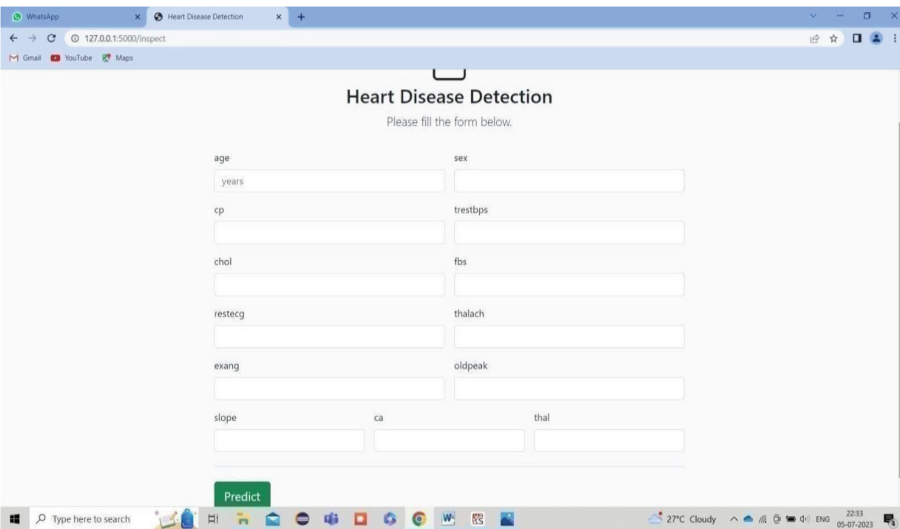 WhatsApp Heart Disease Detection
127.0.0.1:5000/inspect
Gmail YouTube Maps
Heart Disease Detection
Please fill the form below.
age sex
years
cp trestbps
chol fbs
restecg thalach
exang oldpeak
slope ca thal
Predict
Type here to search 27°C Cloudy ENG 22:33
05-07-2023